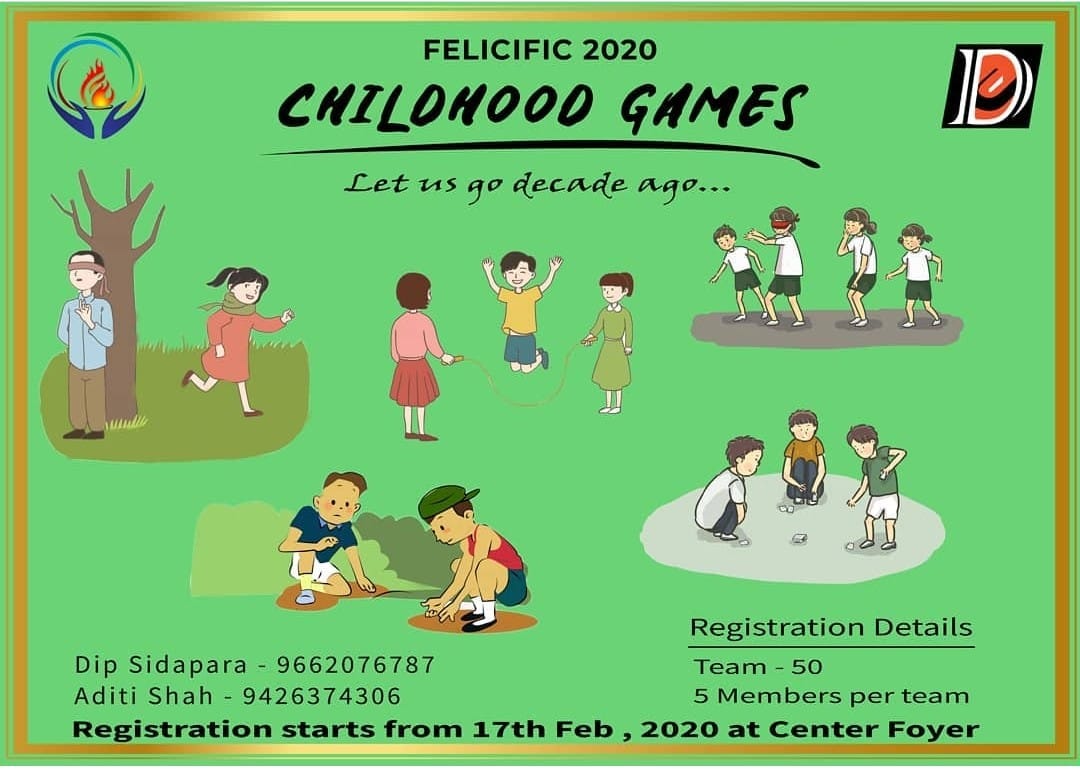 FELICIFIC 2020
CHILDHOOD GAMES
Let us go decade ago...
Registration Details
Dip Sidapara - 9662076787
Team - 50
Aditi Shah - 9426374306
5 Members per team
Registration starts from 17th Feb , 2020 at Center Foyer